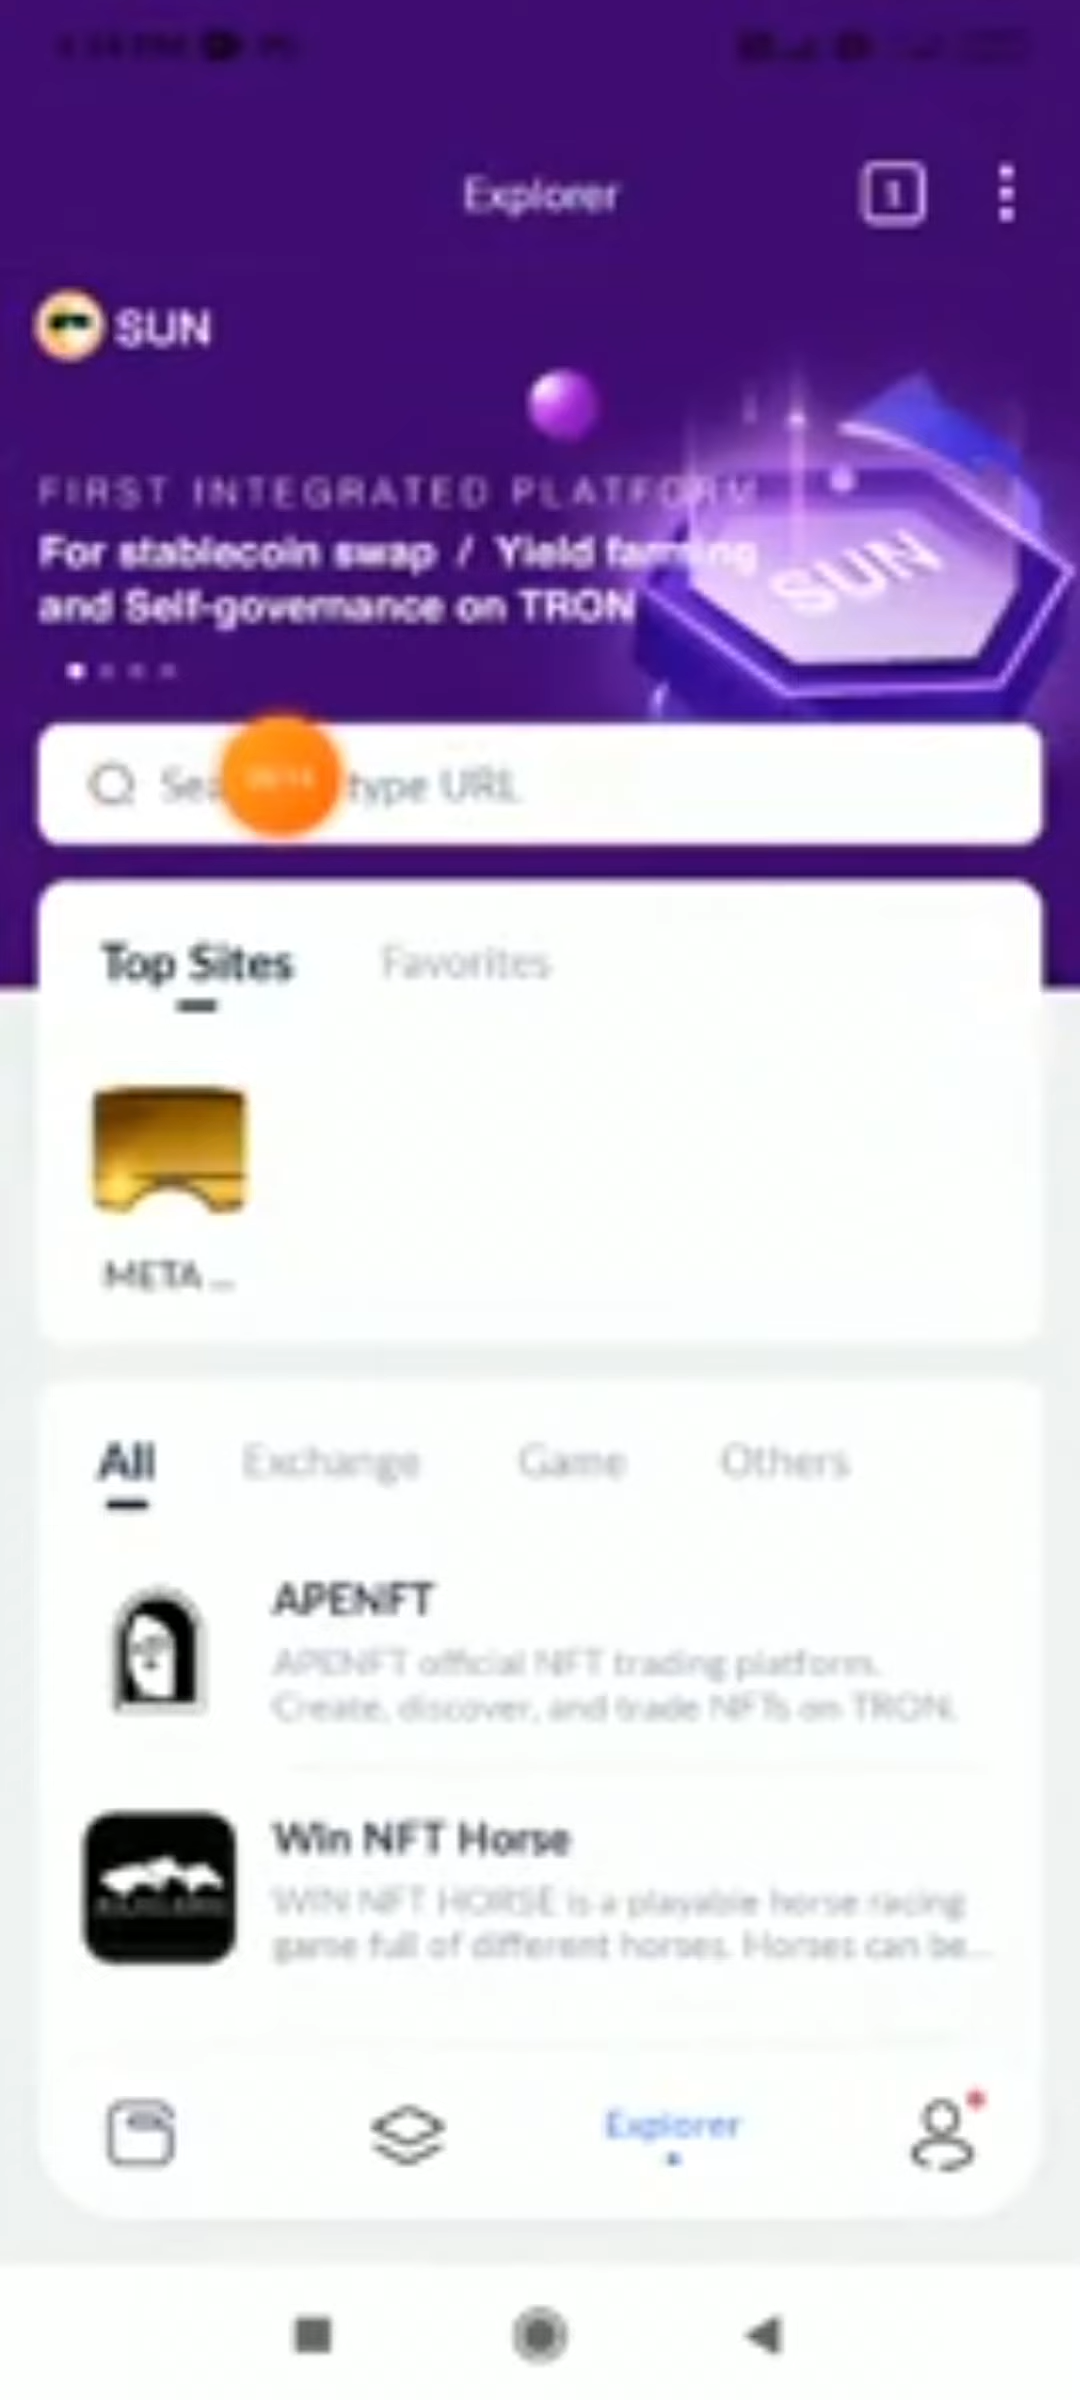 Explorer
1
SUN
FIRST INTEGRATED PLATFORM
For stablecoin swap / Yield farming
and Self-governance on TRON
SUN
type URL
Top Sites Favorites
META ...
All Exchange Game Others
APENFT
APENFT official NFT trading platform.
Create, discover, and trade NFTs on TRON.
Win NFT Horse
WIN NFT HORSE is a playable horse racing
game full of different horses. Horses can be...
Explorer